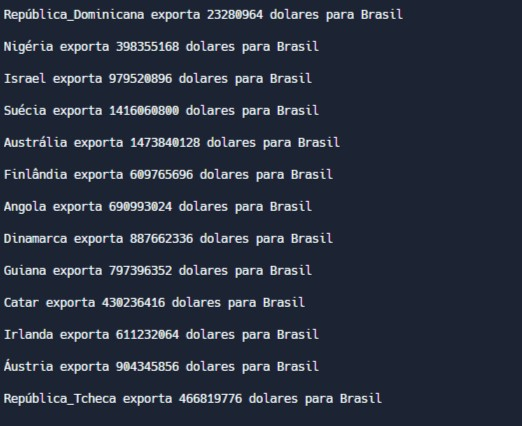 República_Dominicana exporta 23280964 dolares para Brasil
Nigéria exporta 398355168 dolares para Brasil
Israel exporta 979520896 dolares para Brasil
Suécia exporta 1416060800 dolares para Brasil
Austrália exporta 1473840128 dolares para Brasil
Finlândia exporta 609765696 dolares para Brasil
Angola exporta 690993024 dolares para Brasil
Dinamarca exporta 887662336 dolares para Brasil
Guiana exporta 797396352 dolares para Brasil
Catar exporta 430236416 dolares para Brasil
Irlanda exporta 611232064 dolares para Brasil
Áustria exporta 904345856 dolares para Brasil
República_Tcheca exporta 466819776 dolares para Brasil